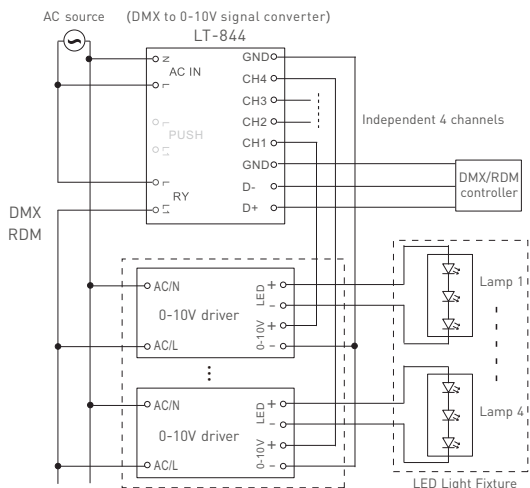 AC source
(DMX to 0-10V signal converter)
LT-844
N
AC IN
L
L
PUSH
L1
L
RY
L1
GND
CH4
CH3
CH2
CH1
GND
D-
D+
Independent 4 channels
DMX/RDM
controller
DMX
RDM
AC/N
0-10V driver
AC/L
LED
+
−
0-10V
+
−
Lamp 1
AC/N
0-10V driver
AC/L
LED
+
−
0-10V
+
−
Lamp 4
LED Light Fixture